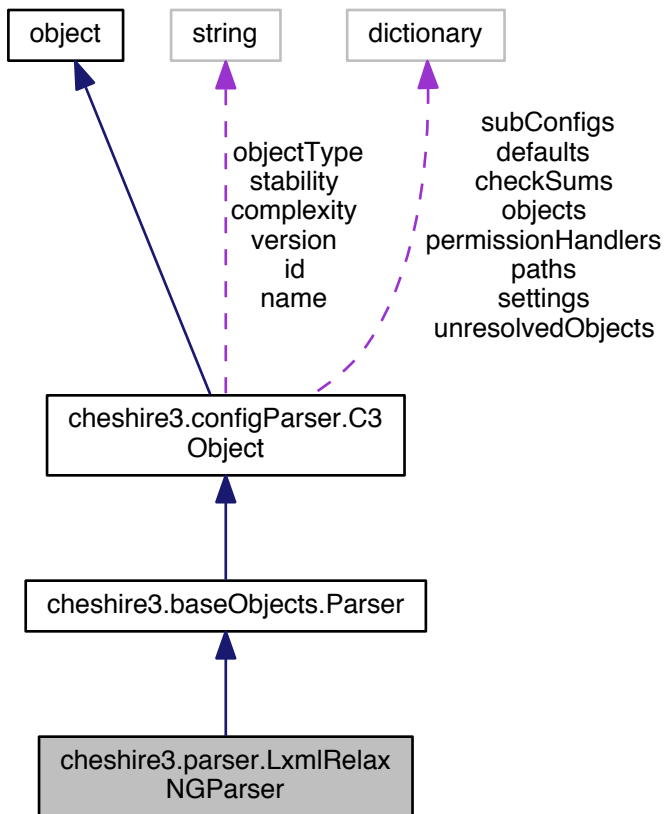 object
string
dictionary
objectType
stability
complexity
version
id
name
subConfigs
defaults
checkSums
objects
permissionHandlers
paths
settings
unresolvedObjects
cheshire3.configParser.C3
Object
cheshire3.baseObjects.Parser
cheshire3.parser.LxmlRelax
NGParser